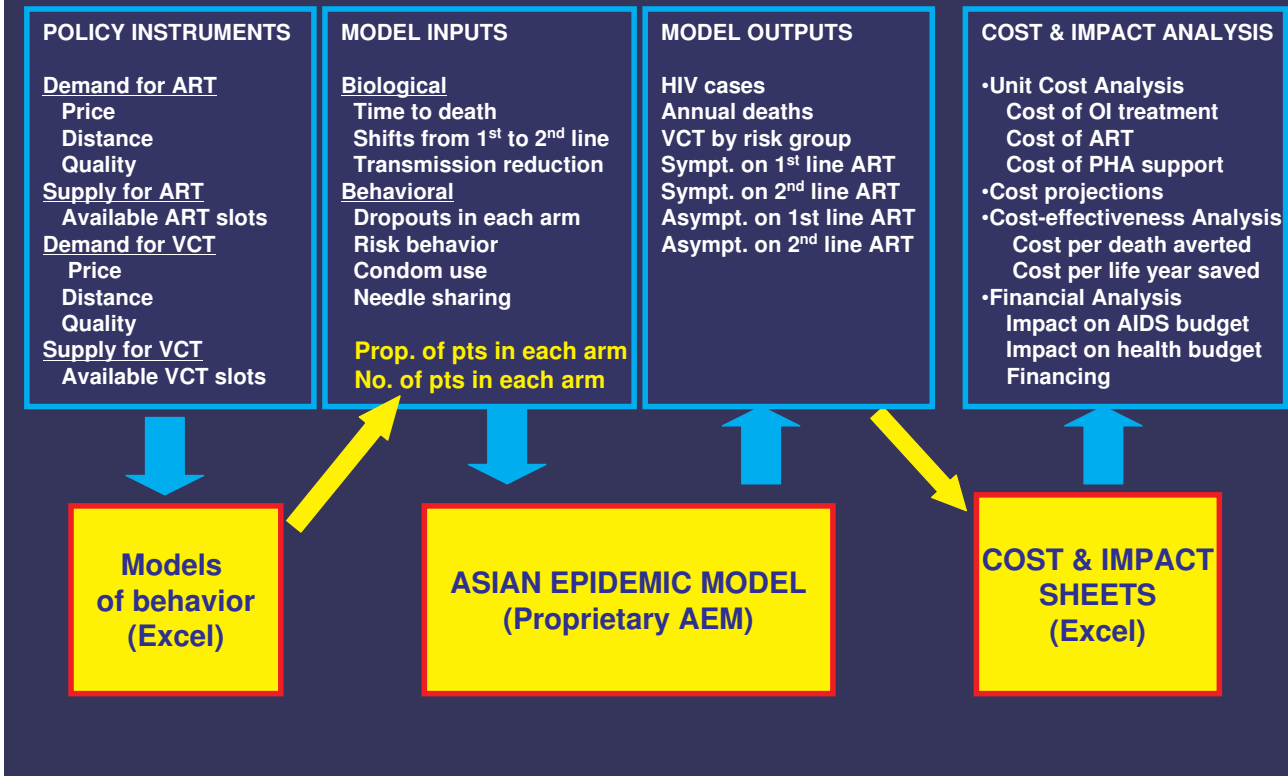 POLICY INSTRUMENTS
Demand for ART
Price
Distance
Quality
Supply for ART
Available ART slots
Demand for VCT
Price
Distance
Quality
Supply for VCT
Available VCT slots
MODEL INPUTS
Biological
Time to death
Shifts from 1st to 2nd line
Transmission reduction
Behavioral
Dropouts in each arm
Risk behavior
Condom use
Needle sharing
Prop. of pts in each arm
No. of pts in each arm
MODEL OUTPUTS
HIV cases
Annual deaths
VCT by risk group
Sympt. on 1st line ART
Sympt. on 2nd line ART
Asympt. on 1st line ART
Asympt. on 2nd line ART
COST & IMPACT ANALYSIS
•Unit Cost Analysis
Cost of OI treatment
Cost of ART
Cost of PHA support
•Cost projections
•Cost-effectiveness Analysis
Cost per death averted
Cost per life year saved
•Financial Analysis
Impact on AIDS budget
Impact on health budget
Financing
Models
of behavior
(Excel)
ASIAN EPIDEMIC MODEL
(Proprietary AEM)
COST & IMPACT
SHEETS
(Excel)